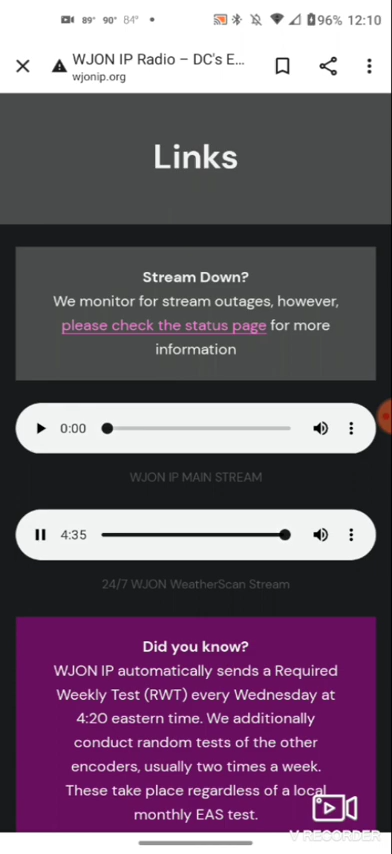 89° 90° 84° • 96% 12:10
WJON IP Radio – DC's E...
wjonip.org
Links
Stream Down?
We monitor for stream outages, however,
please check the status page for more
information
0:00
WJON IP MAIN STREAM
4:35
24/7 WJON WeatherScan Stream
Did you know?
WJON IP automatically sends a Required
Weekly Test (RWT) every Wednesday at
4:20 eastern time. We additionally
conduct random tests of the other
encoders, usually two times a week.
These take place regardless of a local
monthly EAS test.
V RECORDER